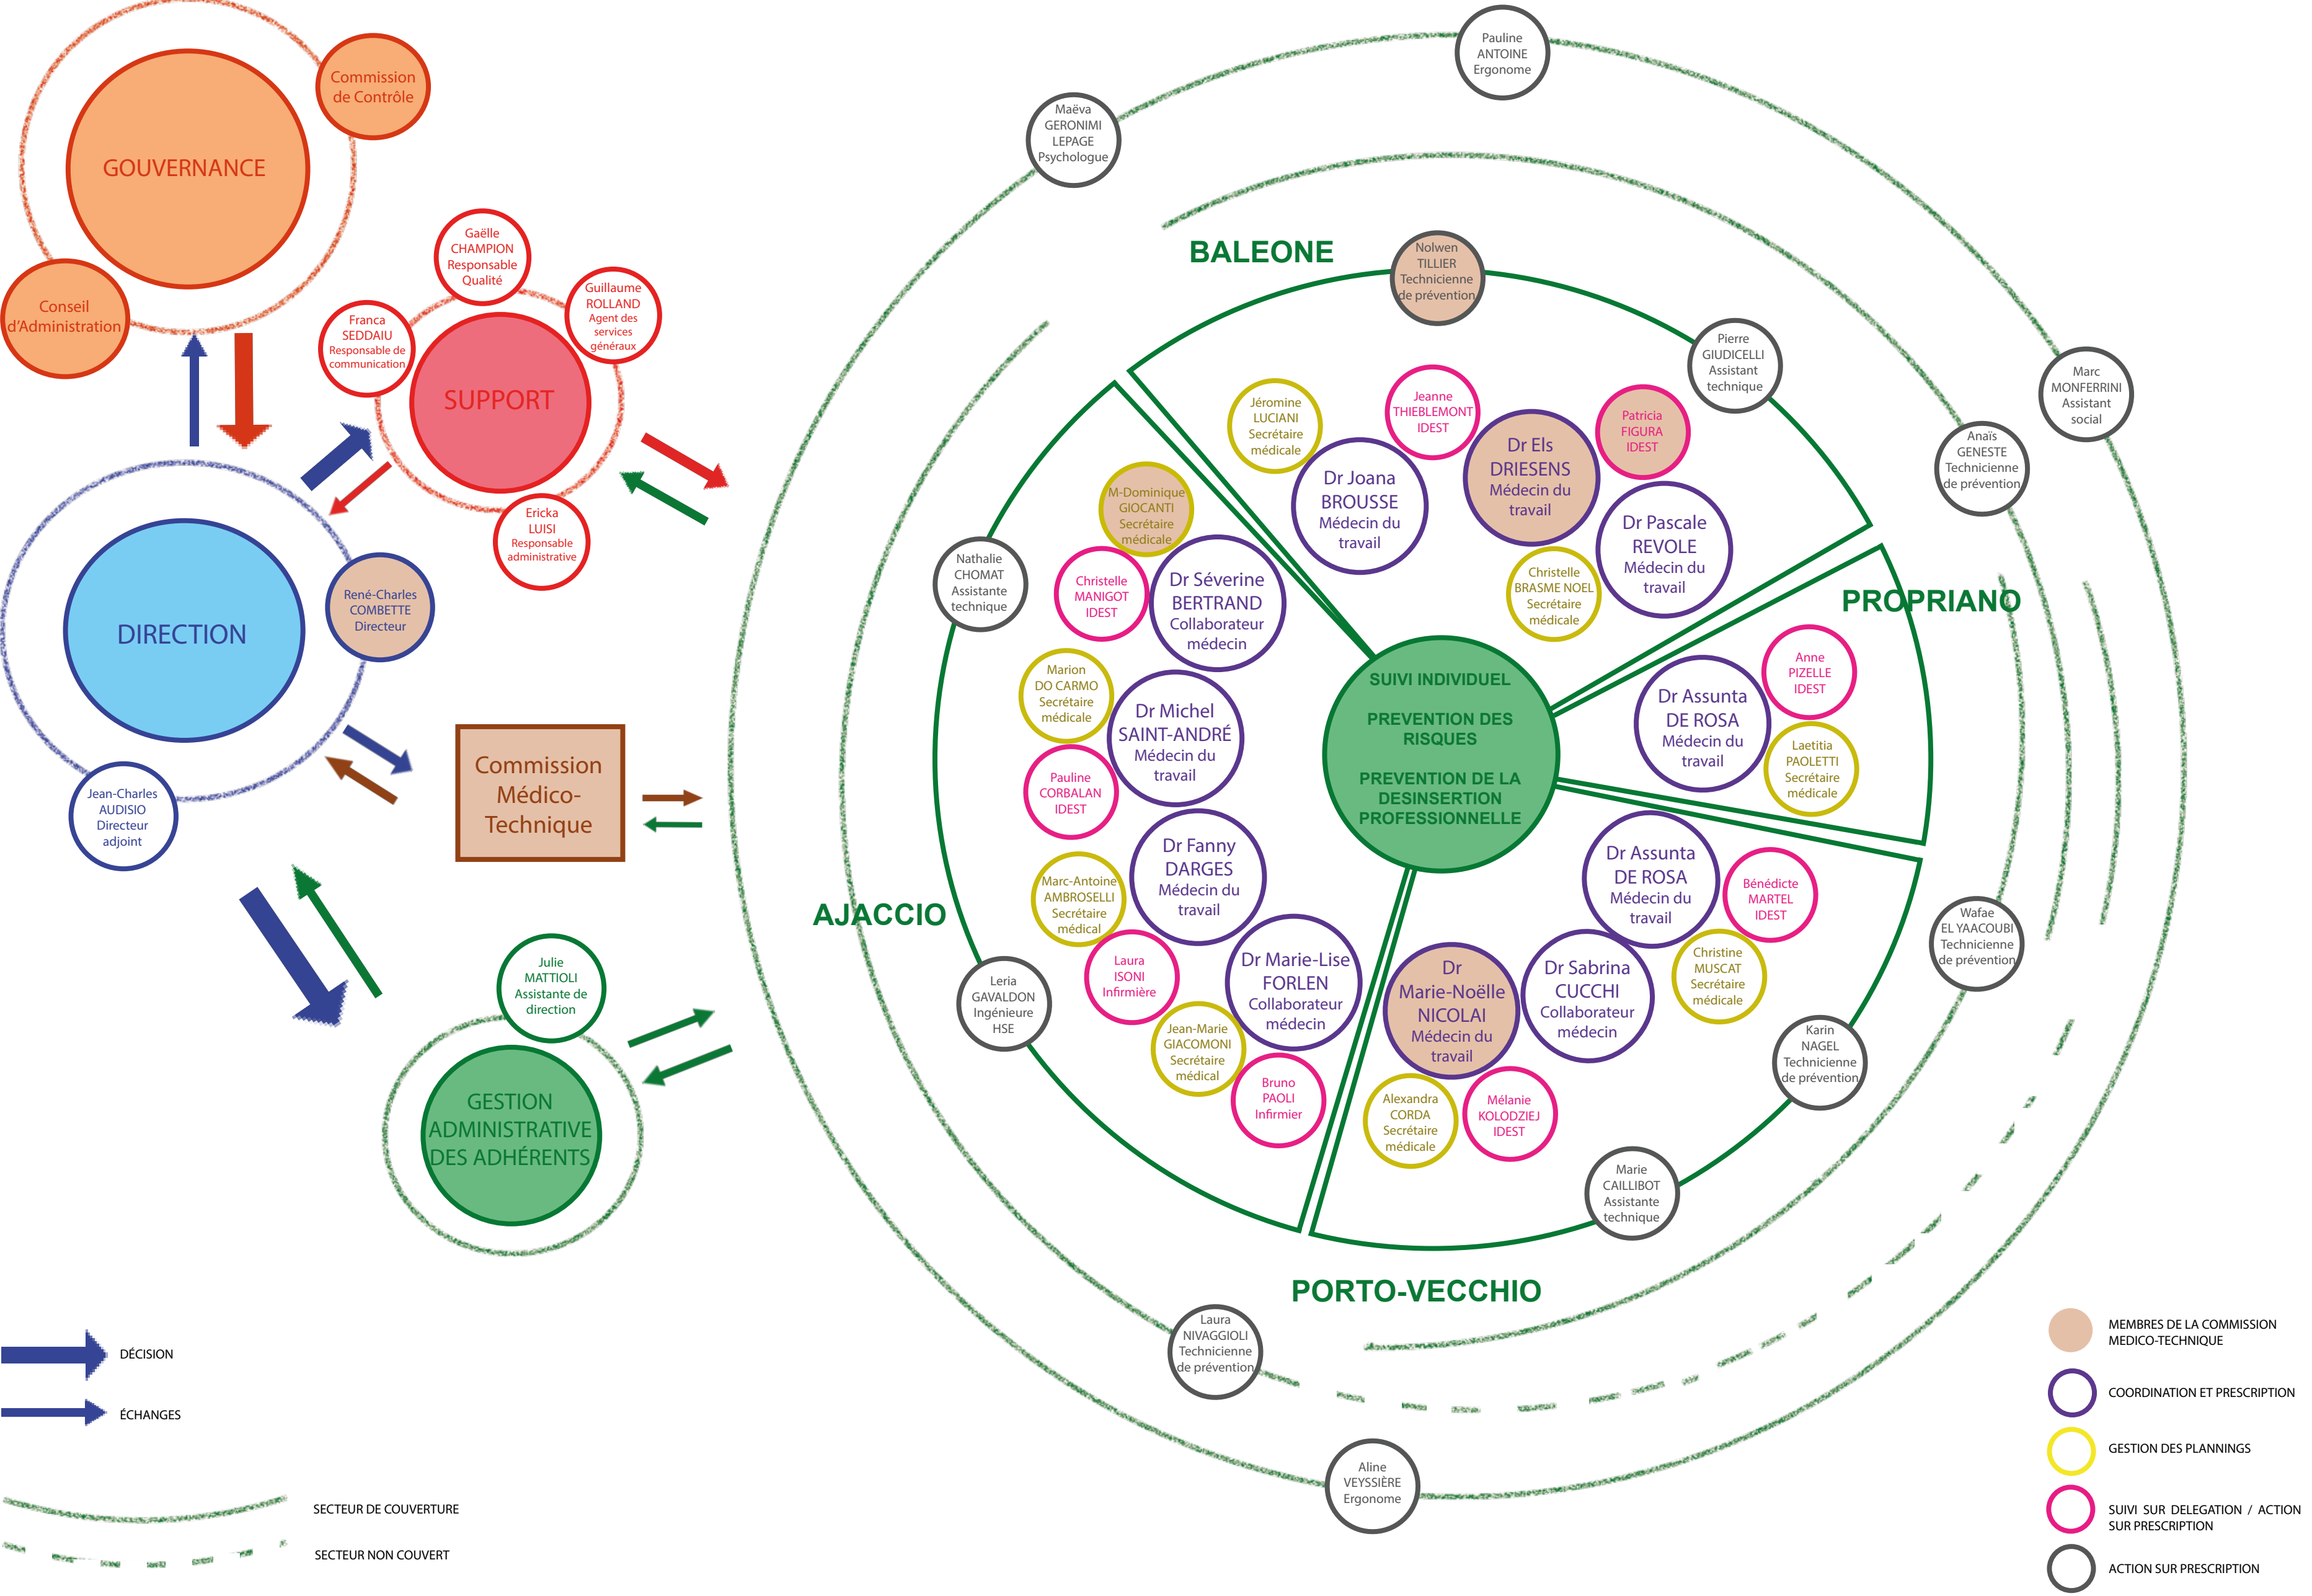 GOUVERNANCE
Commission
de Contrôle
Conseil
d'Administration
Gaëlle
CHAMPION
Responsable
Qualité
Guillaume
ROLLAND
Agent des
services
généraux
Franca
SEDDAIU
Responsable de
communication
SUPPORT
Ericka
LUISI
Responsable
administrative
DIRECTION
René-Charles
COMBETTE
Directeur
Jean-Charles
AUDISIO
Directeur
adjoint
Commission
Médico-
Technique
Julie
MATTIOLI
Assistante de
direction
GESTION
ADMINISTRATIVE
DES ADHÉRENTS
DÉCISION
ÉCHANGES
SECTEUR DE COUVERTURE
SECTEUR NON COUVERT
Pauline
ANTOINE
Ergonome
Maëva
GERONIMI
LEPAGE
Psychologue
Marc
MONFERRINI
Assistant
social
Anaïs
GENESTE
Technicienne
de prévention
BALEONE
Nolwen
TILLIER
Technicienne
de prévention
Pierre
GIUDICELLI
Assistant
technique
Jéromine
LUCIANI
Secrétaire
médicale
Jeanne
THIEBLEMONT
IDEST
Patricia
FIGURA
IDEST
Dr Joana
BROUSSE
Médecin du
travail
Dr Els
DRIESENS
Médecin du
travail
Dr Pascale
REVOLE
Médecin du
travail
Christelle
BRASME NOEL
Secrétaire
médicale
PROPRIANO
Anne
PIZELLE
IDEST
Dr Assunta
DE ROSA
Médecin du
travail
Laetitia
PAOLETTI
Secrétaire
médicale
SUIVI INDIVIDUEL
PREVENTION DES
RISQUES
PREVENTION DE LA
DESINSERTION
PROFESSIONNELLE
AJACCIO
M-Dominique
GIOCANTI
Secrétaire
médicale
Nathalie
CHOMAT
Assistante
technique
Christelle
MANIGOT
IDEST
Dr Séverine
BERTRAND
Collaborateur
médecin
Marion
DO CARMO
Secrétaire
médicale
Dr Michel
SAINT-ANDRÉ
Médecin du
travail
Pauline
CORBALAN
IDEST
Dr Fanny
DARGES
Médecin du
travail
Marc-Antoine
AMBROSELLI
Secrétaire
médical
Laura
ISONI
Infirmière
Dr Marie-Lise
FORLEN
Collaborateur
médecin
Leria
GAVALDON
Ingénieure
HSE
Jean-Marie
GIACOMONI
Secrétaire
médical
Bruno
PAOLI
Infirmier
Dr Assunta
DE ROSA
Médecin du
travail
Bénédicte
MARTEL
IDEST
Dr
Marie-Noëlle
NICOLAI
Médecin du
travail
Dr Sabrina
CUCCHI
Collaborateur
médecin
Christine
MUSCAT
Secrétaire
médicale
Alexandra
CORDA
Secrétaire
médicale
Mélanie
KOLODZIEJ
IDEST
Wafae
EL YAACOUBI
Technicienne
de prévention
Karin
NAGEL
Technicienne
de prévention
Marie
CAILLIBOT
Assistante
technique
PORTO-VECCHIO
Laura
NIVAGGIOLI
Technicienne
de prévention
Aline
VEYSSIÈRE
Ergonome
MEMBRES DE LA COMMISSION
MEDICO-TECHNIQUE
COORDINATION ET PRESCRIPTION
GESTION DES PLANNINGS
SUIVI SUR DELEGATION / ACTION
SUR PRESCRIPTION
ACTION SUR PRESCRIPTION